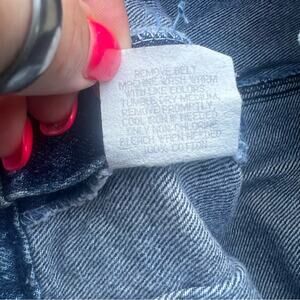 REMOVE BELT
MACHINE WASH WARM
WITH LIKE COLORS.
TUMBLE DRY MEDIUM,
REMOVE PROMPTLY.
COOL IRON IF NEEDED.
ONLY NON-CHLORINE
BLEACH WHEN NEEDED.
100% COTTON